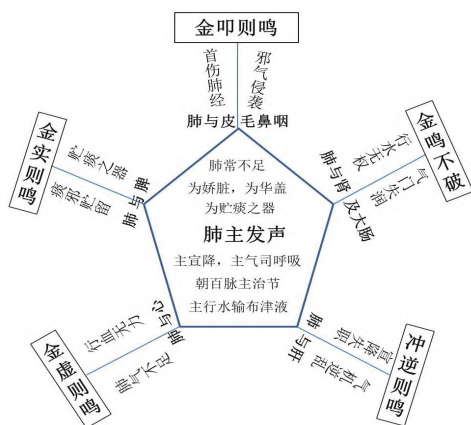 金叩则鸣
首伤肺经
邪气侵袭
肺与皮毛鼻咽
金实则鸣
贮痰之器
痰邪贮留
肺与脾
金鸣不破
行水无权
气门失润
肺与肾
及大肠
肺常不足
为娇脏，为华盖
为贮痰之器
肺主发声
主宣降，主气司呼吸
朝百脉主治节
主行水输布津液
金虚则鸣
行血无力
肺气不足
肺与心
冲逆则鸣
宣降失职
气机逆乱
肺与肝